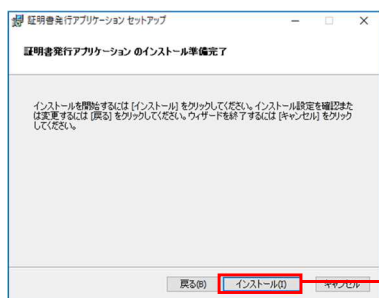 証明書発行アプリケーション セットアップ
証明書発行アプリケーション のインストール準備完了
インストールを開始するには [インストール] をクリックしてください。インストール設定を確認また
は変更するには [戻る] をクリックしてください。ウィザードを終了するには [キャンセル] をクリック
してください。
戻る(B)
インストール(I)
キャンセル